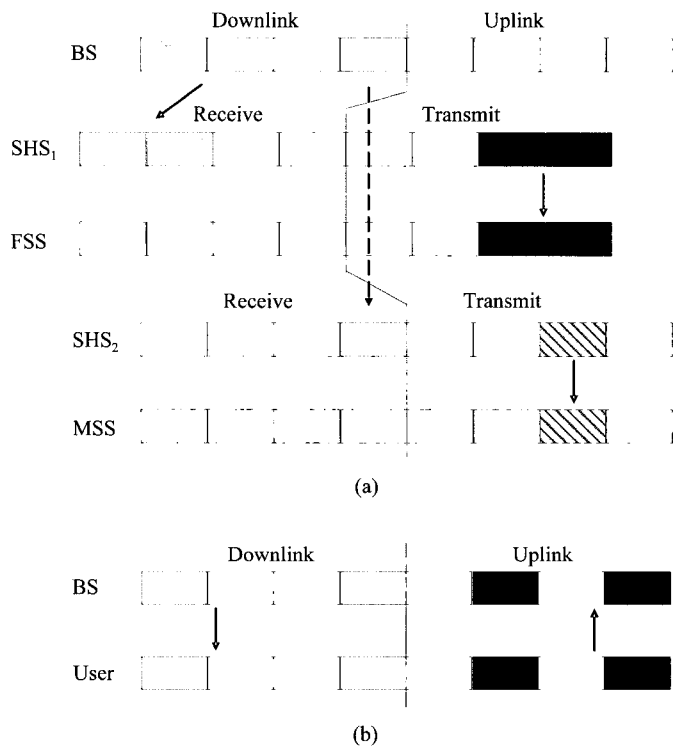 Downlink Uplink
BS
Receive Transmit
SHS₁
FSS
Receive Transmit
SHS₂
MSS
(a)
Downlink Uplink
BS
User
(b)